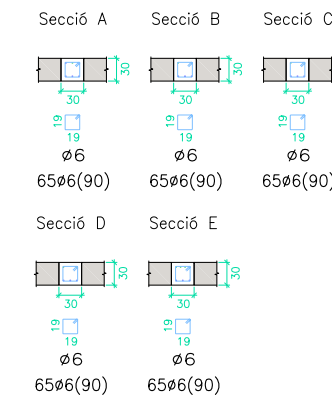 Secció A Secció B Secció C
30 30
30 30 30
19 19 19
19 19 19
ø6 ø6 ø6
65ø6(90) 65ø6(90) 65ø6(90)
Secció D Secció E
30 30
30 30
19 19
19 19
ø6 ø6
65ø6(90) 65ø6(90)